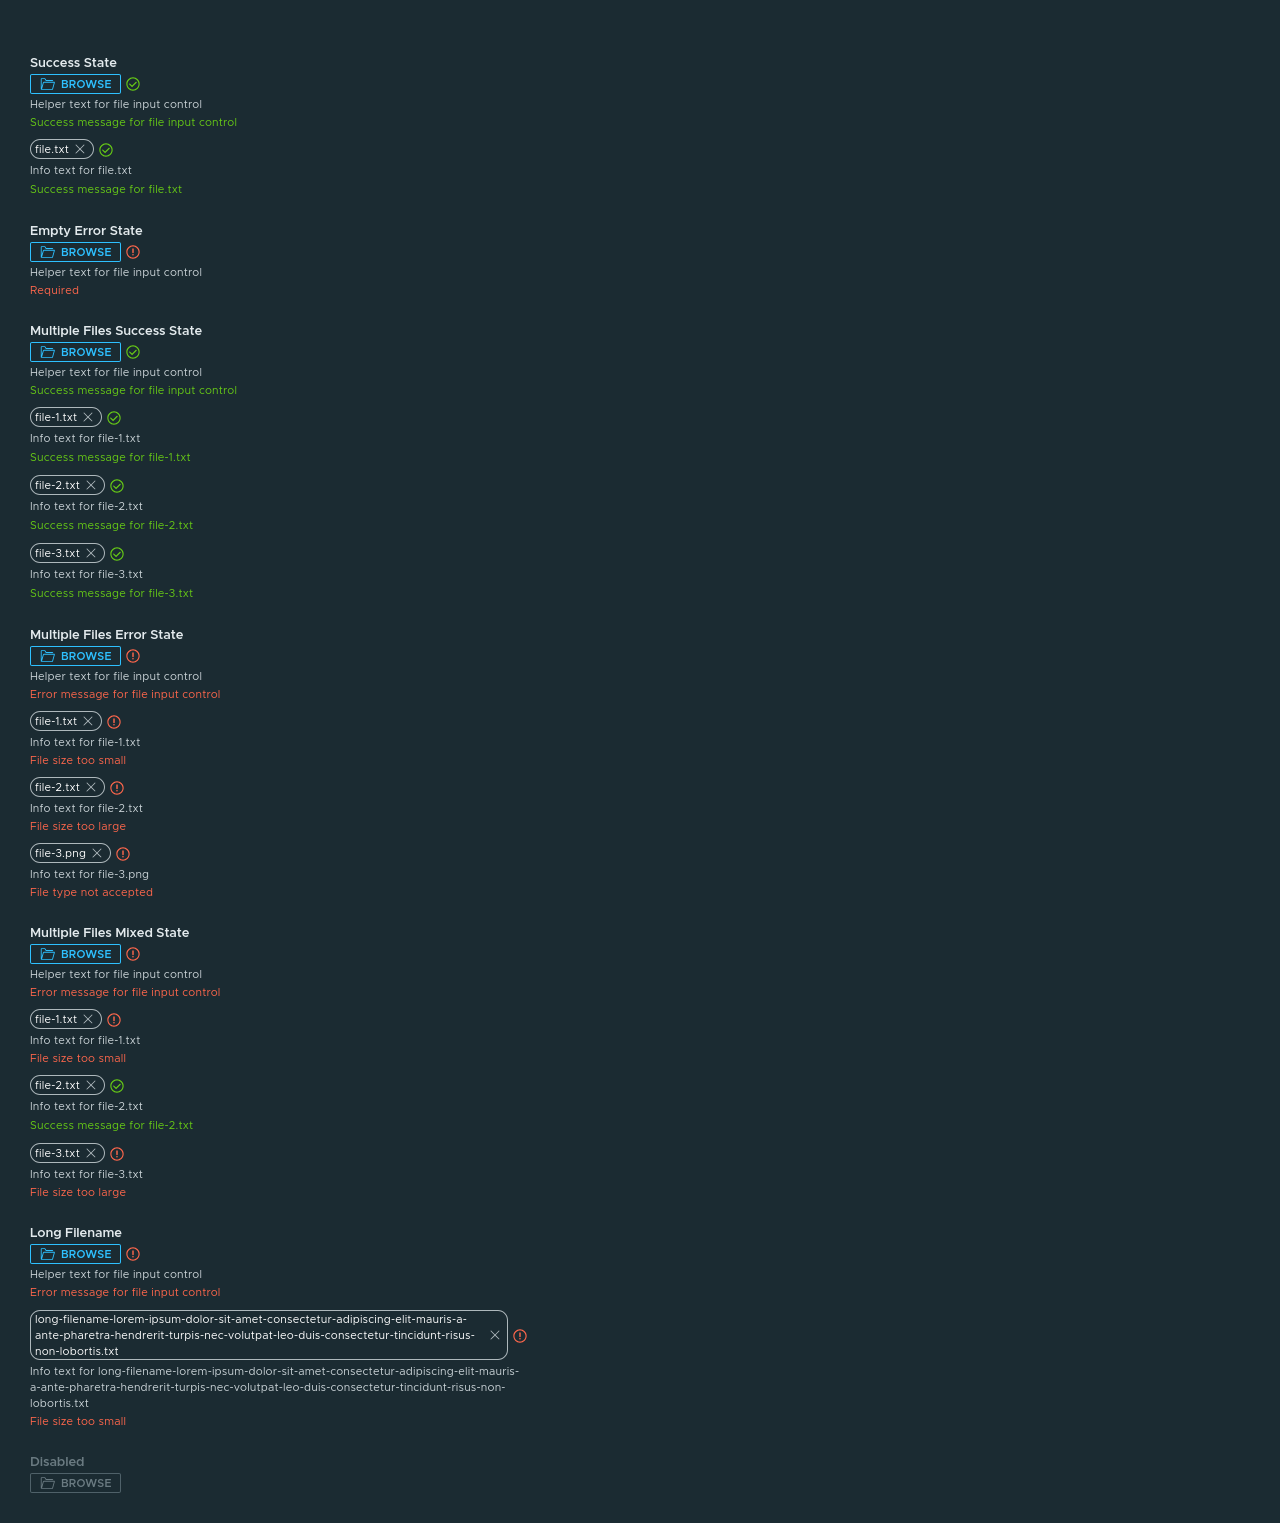 Success State
BROWSE
Helper text for file input control
Success message for file input control
file.txt
Info text for file.txt
Success message for file.txt
Empty Error State
BROWSE
Helper text for file input control
Required
Multiple Files Success State
BROWSE
Helper text for file input control
Success message for file input control
file-1.txt
Info text for file-1.txt
Success message for file-1.txt
file-2.txt
Info text for file-2.txt
Success message for file-2.txt
file-3.txt
Info text for file-3.txt
Success message for file-3.txt
Multiple Files Error State
BROWSE
Helper text for file input control
Error message for file input control
file-1.txt
Info text for file-1.txt
File size too small
file-2.txt
Info text for file-2.txt
File size too large
file-3.png
Info text for file-3.png
File type not accepted
Multiple Files Mixed State
BROWSE
Helper text for file input control
Error message for file input control
file-1.txt
Info text for file-1.txt
File size too small
file-2.txt
Info text for file-2.txt
Success message for file-2.txt
file-3.txt
Info text for file-3.txt
File size too large
Long Filename
BROWSE
Helper text for file input control
Error message for file input control
long-filename-lorem-ipsum-dolor-sit-amet-consectetur-adipiscing-elit-mauris-a-
ante-pharetra-hendrerit-turpis-nec-volutpat-leo-duis-consectetur-tincidunt-risus-
non-lobortis.txt
Info text for long-filename-lorem-ipsum-dolor-sit-amet-consectetur-adipiscing-elit-mauris-
a-ante-pharetra-hendrerit-turpis-nec-volutpat-leo-duis-consectetur-tincidunt-risus-non-
lobortis.txt
File size too small
Disabled
BROWSE